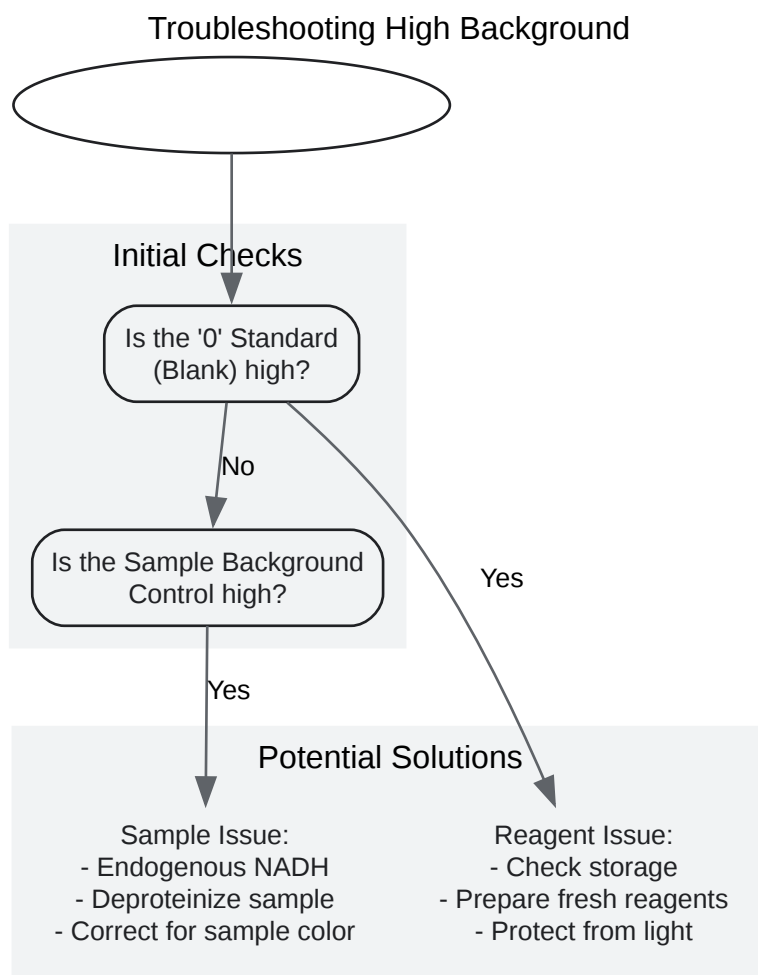 Troubleshooting High Background
Initial Checks
Is the '0' Standard
(Blank) high?
No
Is the Sample Background
Control high?
Yes
Yes
Potential Solutions
Sample Issue:
- Endogenous NADH
- Deproteinize sample
- Correct for sample color
Reagent Issue:
- Check storage
- Prepare fresh reagents
- Protect from light